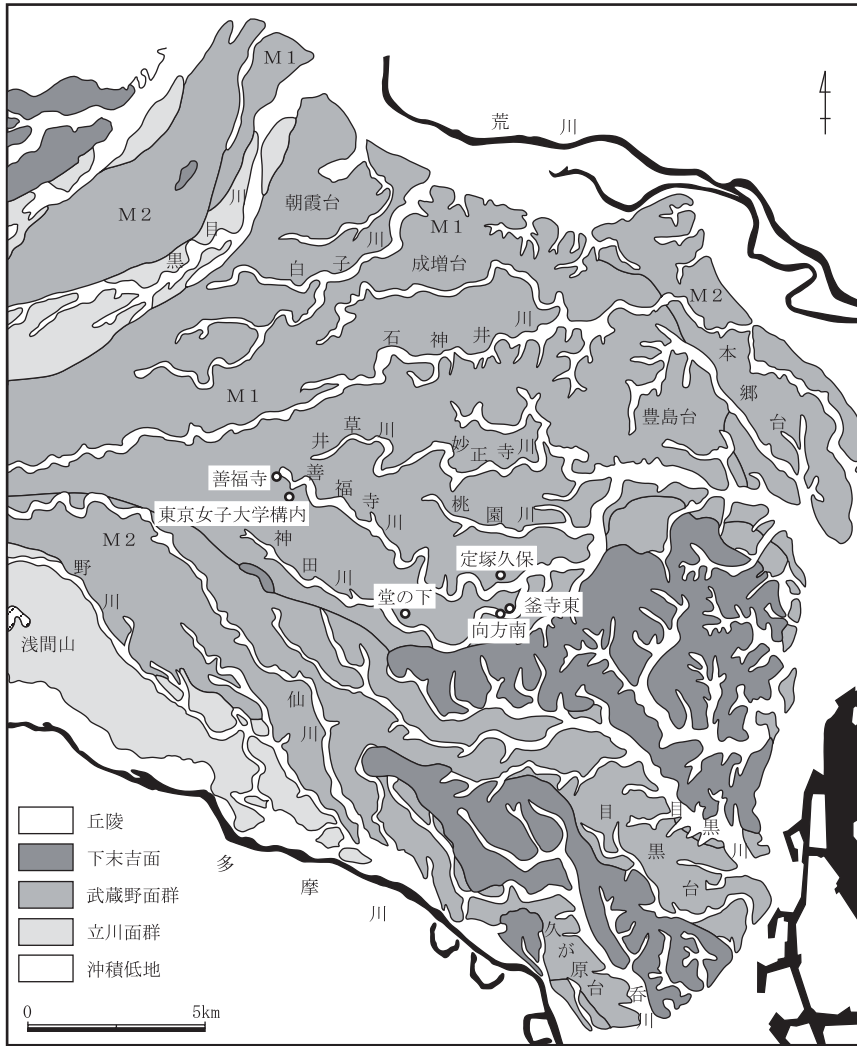 M1
荒川
M2
朝霞台
黒目川
M1
成増台
白子川
石神井川
M2
本郷台
M1
豊島台
井草川
妙正寺川
善福寺
善福寺川
東京女子大学構内
桃園川
神田川
M2
定塚久保
野川
堂の下
釜寺東
向方南
浅間山
仙川
目黒川
目黒台
丘陵
下末吉面
武蔵野面群
立川面群
沖積低地
多摩川
久が原台
呑川
0
5km